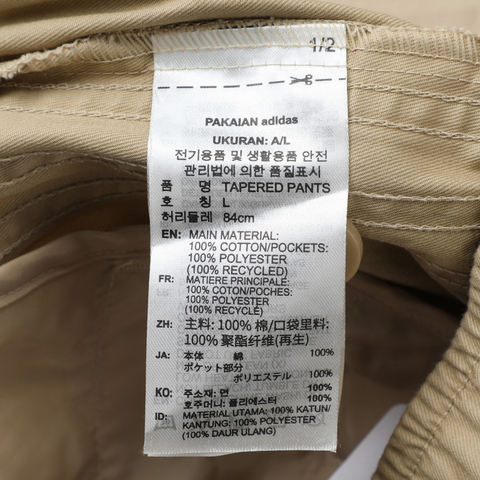 1/2
PAKAIAN adidas
UKURAN: A/L
전기용품 및 생활용품 안전
관리법에 의한 품질표시
품 명 TAPERED PANTS
호 칭 L
허리둘레 84cm
EN: MAIN MATERIAL:
100% COTTON/POCKETS:
100% POLYESTER
(100% RECYCLED)
FR: MATIERE PRINCIPALE:
100% COTON/POCHES:
100% POLYESTER
(100% RECYCLÉ)
ZH: 主料: 100% 棉/口袋里料:
100% 聚酯纤维(再生)
JA: 本体 綿 100%
ポケット部分
ポリエステル 100%
KO: 주소재: 면 100%
호주머니: 폴리에스터 100%
ID: MATERIAL UTAMA: 100% KATUN/
KANTUNG: 100% POLYESTER
(100% DAUR ULANG)